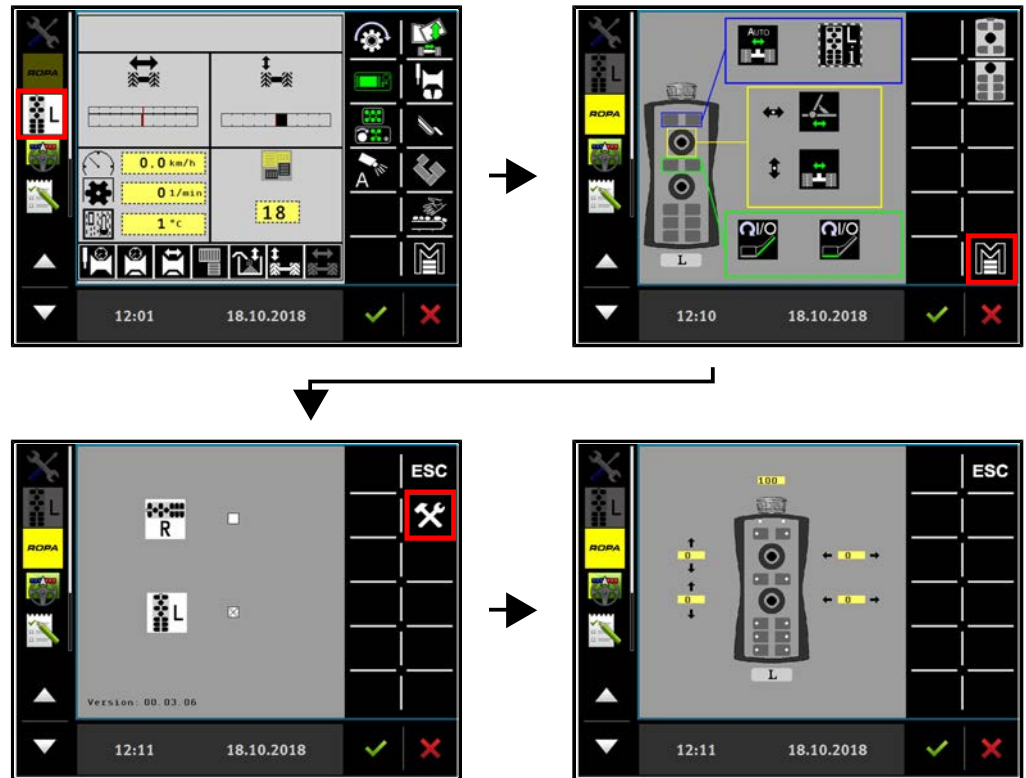 ROPA
L
0.0 km/h
0 1/min
1 °C
18
A
M
12:01
18.10.2018
L
ROPA
AUTO
L
i
I/O
I/O
L
M
12:10
18.10.2018
L
ROPA
R
L
ESC
Version: 00.03.06
12:11
18.10.2018
L
ROPA
100
ESC
0
0
0
0
L
12:11
18.10.2018